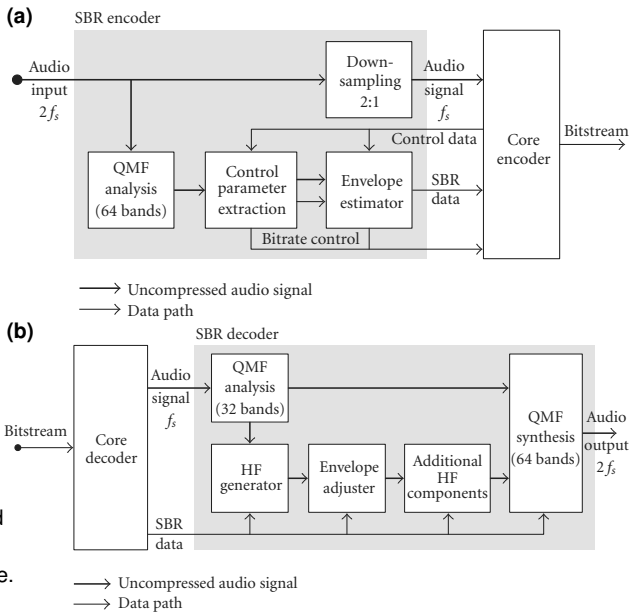 (a)
SBR encoder
Audio
input
2fs
Down-
sampling
2:1
Audio
signal
fs
Control data
Core
encoder
Bitstream
QMF
analysis
(64 bands)
Control
parameter
extraction
Envelope
estimator
SBR
data
Bitrate control
Uncompressed audio signal
Data path
(b)
SBR decoder
Bitstream
Core
decoder
Audio
signal
fs
QMF
analysis
(32 bands)
HF
generator
Envelope
adjuster
Additional
HF
components
QMF
synthesis
(64 bands)
Audio
output
2fs
SBR
data
d
e.
Uncompressed audio signal
Data path